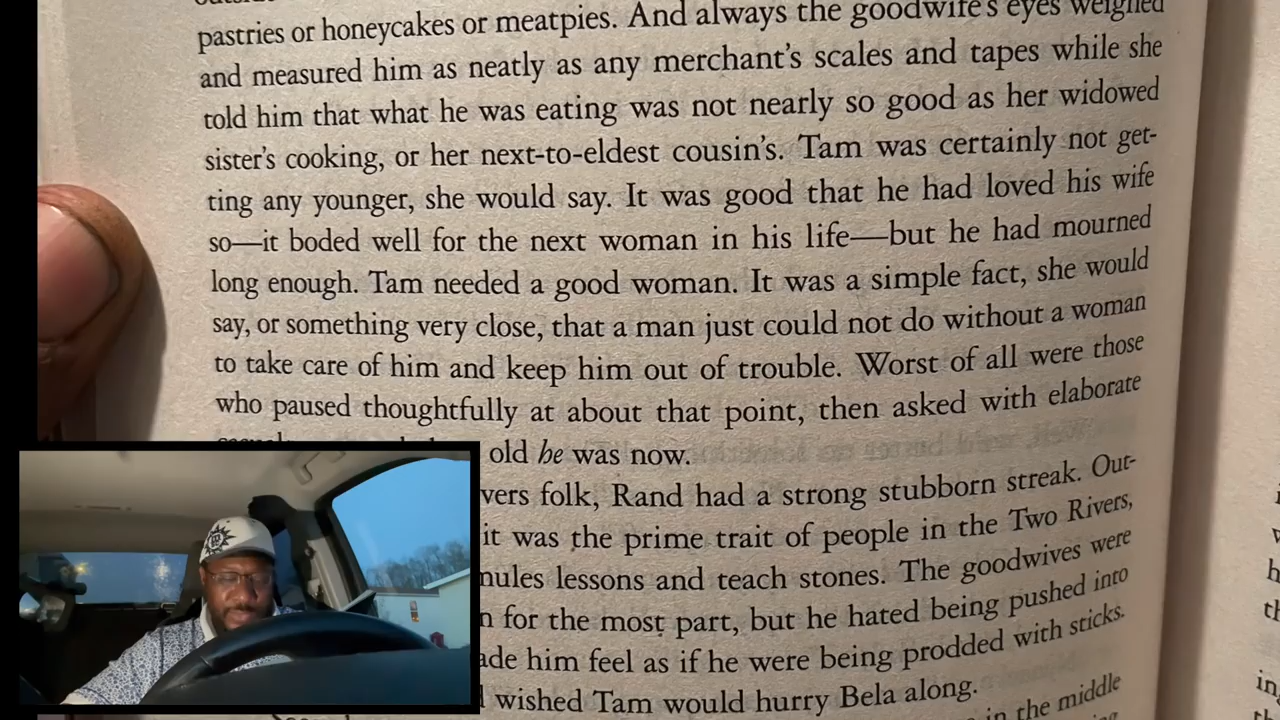 pastries or honeycakes or meatpies. And always the goodwife's eyes weighed
and measured him as neatly as any merchant's scales and tapes while she
told him that what he was eating was not nearly so good as her widowed
sister's cooking, or her next-to-eldest cousin's. Tam was certainly not get-
ting any younger, she would say. It was good that he had loved his wife
so—it boded well for the next woman in his life—but he had mourned
long enough. Tam needed a good woman. It was a simple fact, she would
say, or something very close, that a man just could not do without a woman
to take care of him and keep him out of trouble. Worst of all were those
who paused thoughtfully at about that point, then asked with elaborate
old he was now.
vers folk, Rand had a strong stubborn streak. Out-
it was the prime trait of people in the Two Rivers,
nules lessons and teach stones. The goodwives were
n for the most part, but he hated being pushed into
ade him feel as if he were being prodded with sticks.
wished Tam would hurry Bela along.
in the middle